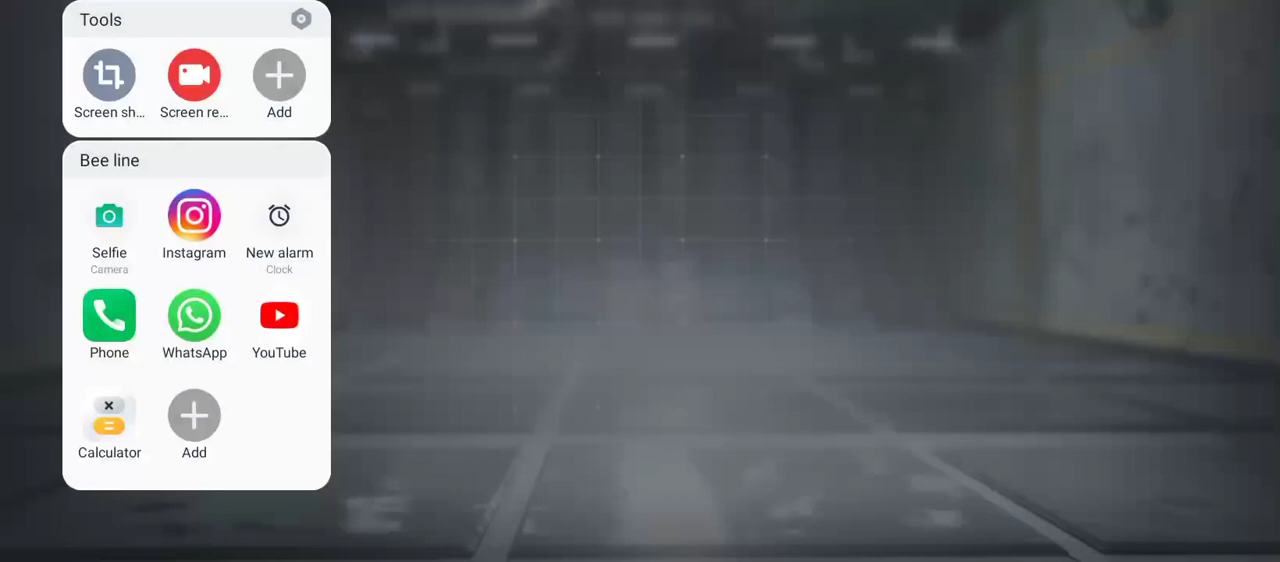 Tools
Screen sh...
Screen re...
Add
Bee line
Selfie
Camera
Instagram
New alarm
Clock
Phone
WhatsApp
YouTube
Calculator
Add